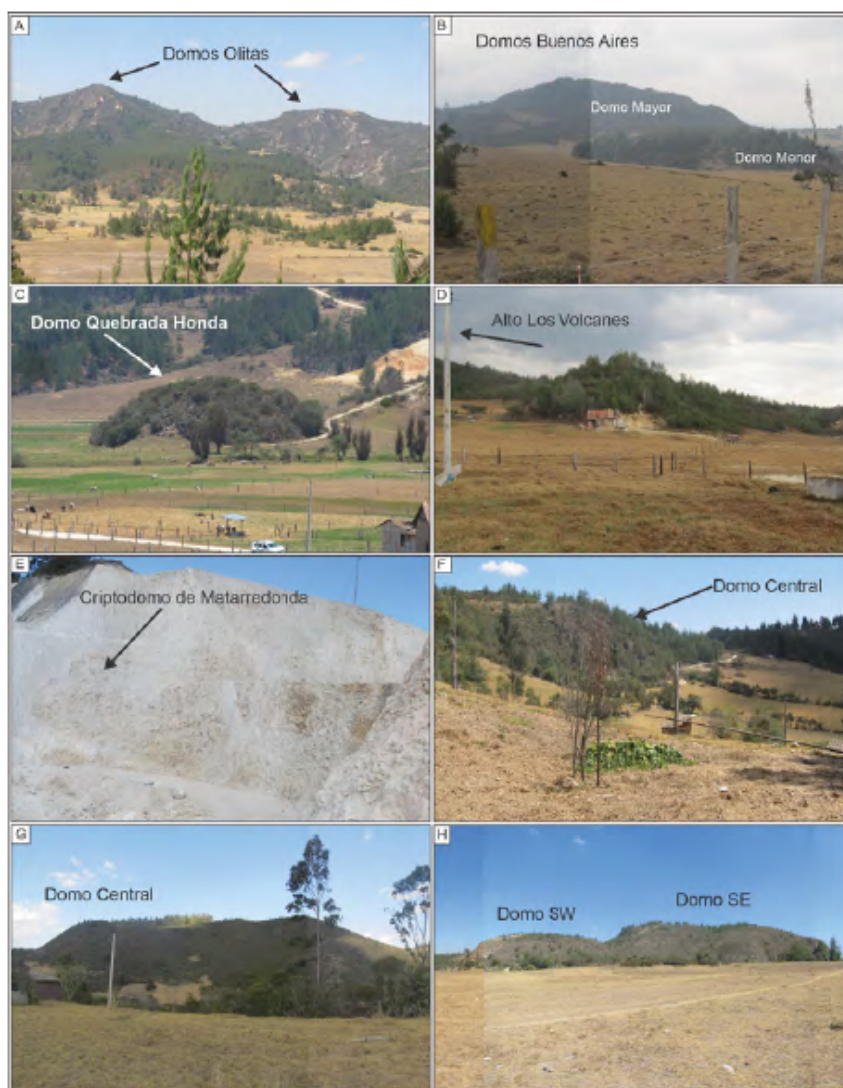 A
Domos Olitas
B
Domos Buenos Aires
Domo Mayor
Domo Menor
C
Domo Quebrada Honda
D
Alto Los Volcanes
E
Criptodomo de Matarredonda
F
Domo Central
G
Domo Central
H
Domo SW
Domo SE